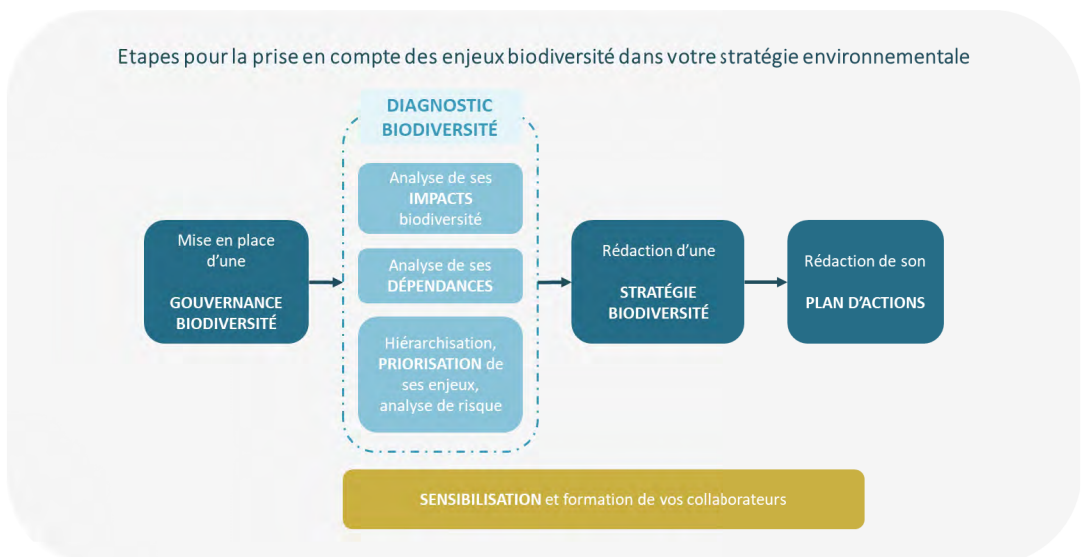 Etapes pour la prise en compte des enjeux biodiversité dans votre stratégie environnementale
DIAGNOSTIC
BIODIVERSITÉ
Mise en place
d’une
GOUVERNANCE
BIODIVERSITÉ
Analyse de ses
IMPACTS
biodiversité
Analyse de ses
DÉPENDANCES
Hiérarchisation,
PRIORISATION de
ses enjeux,
analyse de risque
Rédaction d’une
STRATÉGIE
BIODIVERSITÉ
Rédaction de son
PLAN D’ACTIONS
SENSIBILISATION et formation de vos collaborateurs